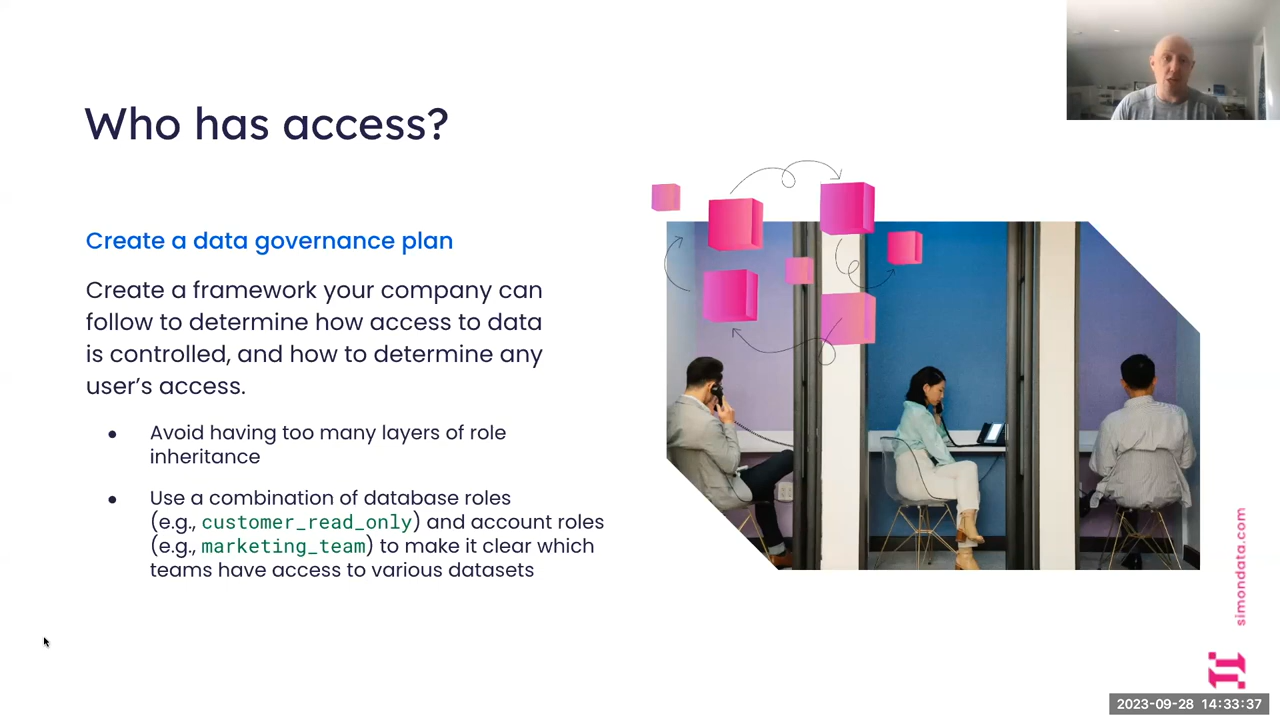 Who has access?
Create a data governance plan
Create a framework your company can
follow to determine how access to data
is controlled, and how to determine any
user’s access.
• Avoid having too many layers of role
inheritance
• Use a combination of database roles
(e.g., customer_read_only) and account roles
(e.g., marketing_team) to make it clear which
teams have access to various datasets
simondata.com
2023-09-28 14:33:37